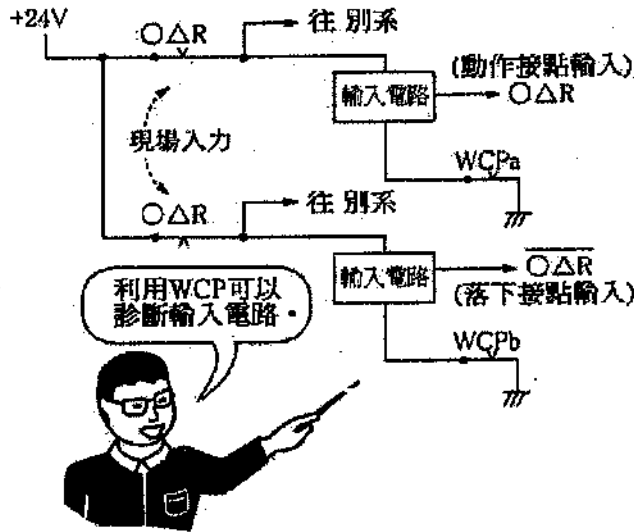 +24V
○△R
往 別系
(動作接點輸入)
輸入電路
○△R
現場入力
WCPa
○△R
往 別系
輸入電路
○△R
(落下接點輸入)
利用WCP可以
診斷輸入電路.
WCPb